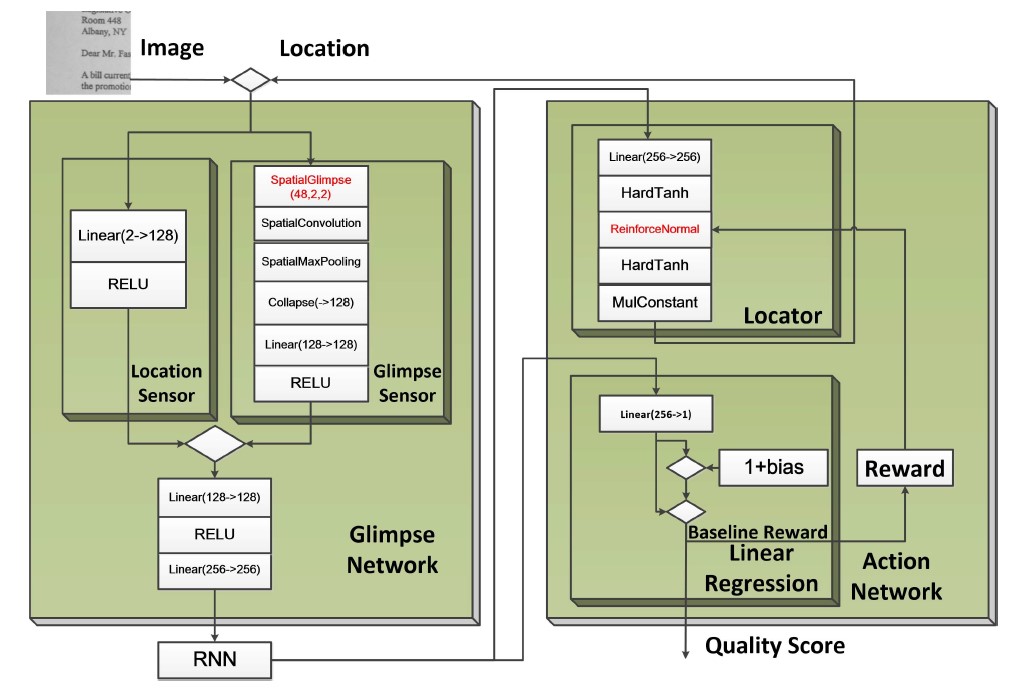 Room 448
Albany, NY
Dear Mr. Fas
A bill current
the promotio
Image
Location
Linear(2->128)
RELU
Location
Sensor
SpatialGlimpse
(48,2,2)
SpatialConvolution
SpatialMaxPooling
Collapse(->128)
Linear(128->128)
RELU
Glimpse
Sensor
Linear(128->128)
RELU
Linear(256->256)
Glimpse
Network
RNN
Linear(256->256)
HardTanh
ReinforceNormal
HardTanh
MulConstant
Locator
Linear(256->1)
1+bias
Baseline Reward
Linear
Regression
Reward
Action
Network
Quality Score